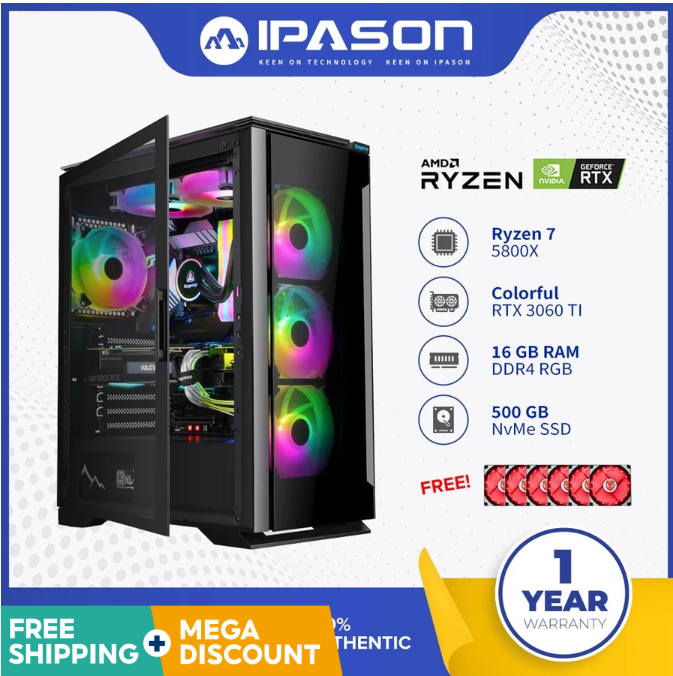 IPASON
KEEN ON TECHNOLOGY KEEN ON IPASON
AMD
RYZEN
NVIDIA
GEFORCE
RTX
Ryzen 7
5800X
Colorful
RTX 3060 TI
16 GB RAM
DDR4 RGB
500 GB
NvMe SSD
FREE!
1
YEAR
WARRANTY
FREE
SHIPPING
+
MEGA
DISCOUNT
0%
THENTIC